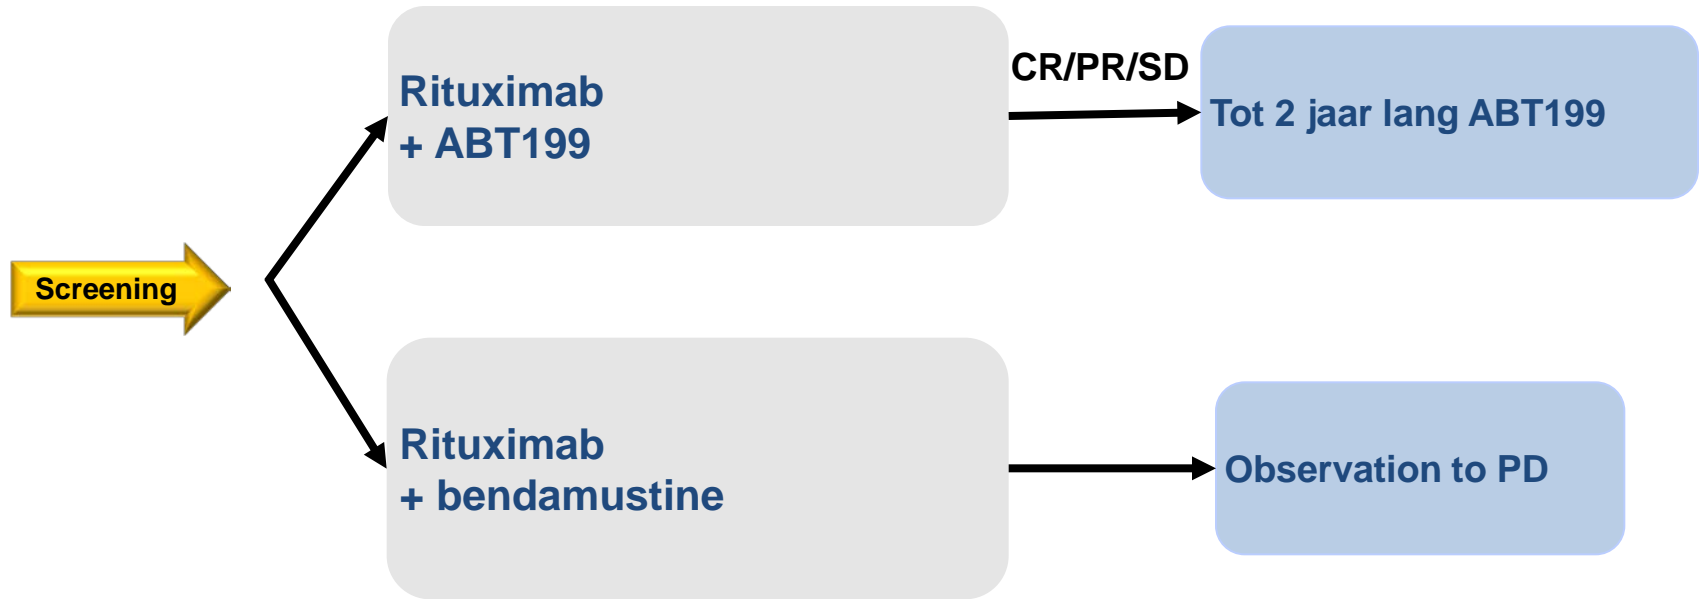 Screening
Rituximab
+ ABT199
CR/PR/SD
Tot 2 jaar lang ABT199
Rituximab
+ bendamustine
Observation to PD